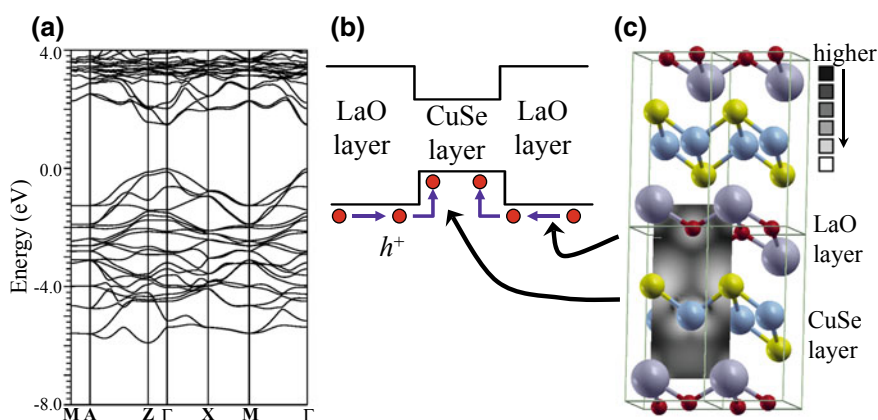 (a)
4.0
0.0
-4.0
-8.0
Energy (eV)
M A Z Γ X M Γ
(b)
LaO
layer
CuSe
layer
LaO
layer
h+
(c)
higher
LaO
layer
CuSe
layer